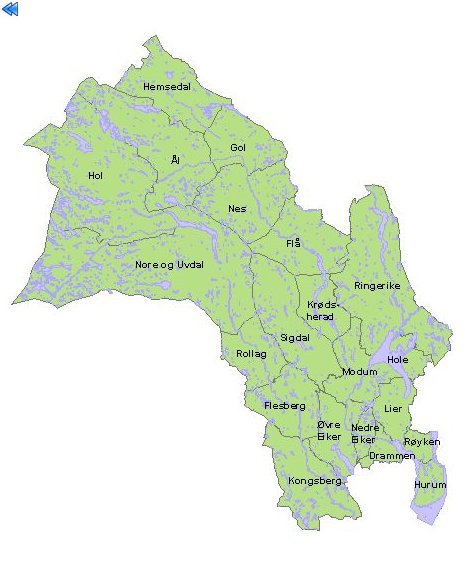 Hemsedal
Gol
Ål
Hol
Nes
Flå
Nore og Uvdal
Ringerike
Krøds-
herad
Sigdal
Rollag
Hole
Modum
Flesberg
Lier
Øvre
Eiker
Nedre
Eiker
Røyken
Drammen
Kongsberg
Hurum